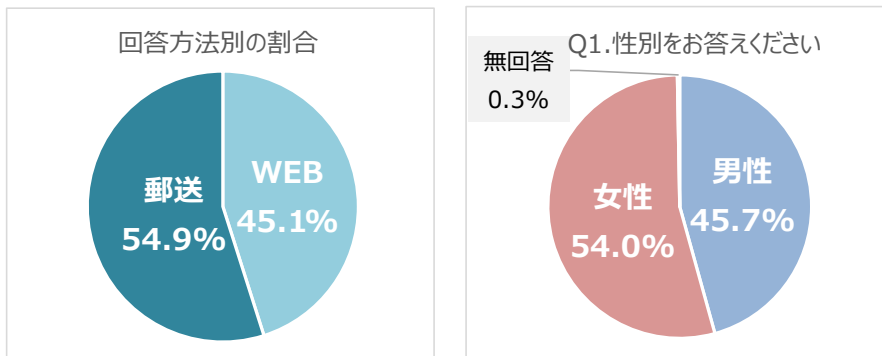 回答方法別の割合
WEB
45.1%
郵送
54.9%
Q1.性別をお答えください
無回答
0.3%
男性
45.7%
女性
54.0%